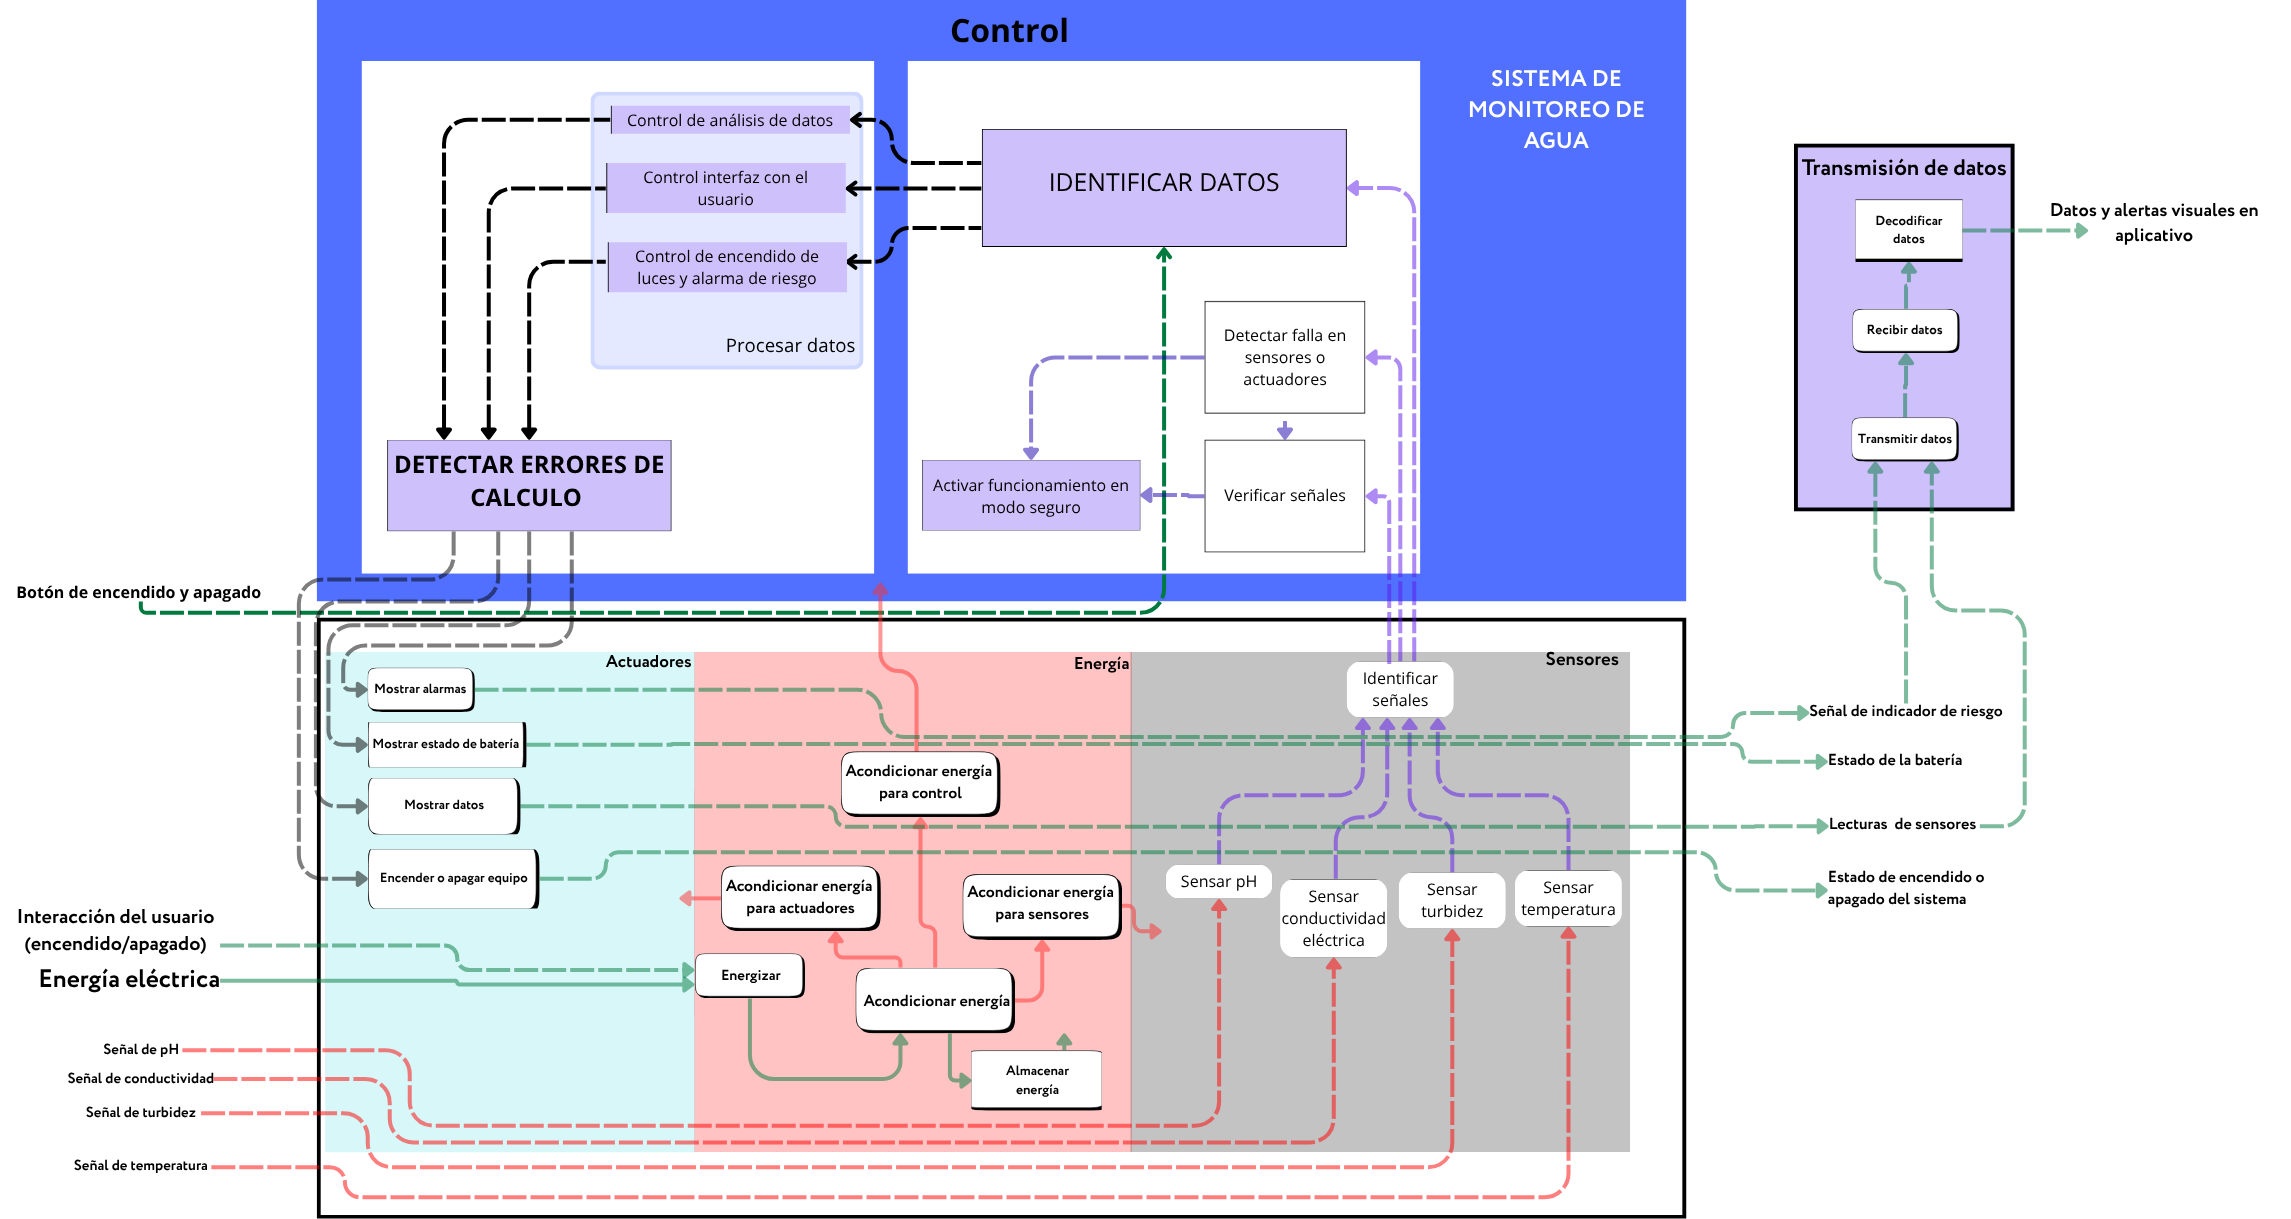 Control
SISTEMA DE
MONITOREO DE
AGUA
Control de análisis de datos
Control interfaz con el
usuario
Control de encendido de
luces y alarma de riesgo
Procesar datos
IDENTIFICAR DATOS
Detectar falla en
sensores o
actuadores
Activar funcionamiento en
modo seguro
Verificar señales
DETECTAR ERRORES DE
CALCULO
Transmisión de datos
Decodificar
datos
Recibir datos
Transmitir datos
Datos y alertas visuales en
aplicativo
Botón de encendido y apagado
Actuadores
Energía
Sensores
Mostrar alarmas
Mostrar estado de batería
Mostrar datos
Encender o apagar equipo
Acondicionar energía
para control
Acondicionar energía
para actuadores
Acondicionar energía
para sensores
Energizar
Acondicionar energía
Almacenar
energía
Identificar
señales
Sensar pH
Sensar
conductividad
eléctrica
Sensar
turbidez
Sensar
temperatura
Señal de indicador de riesgo
Estado de la batería
Lecturas de sensores
Estado de encendido o
apagado del sistema
Interacción del usuario
(encendido/apagado)
Energía eléctrica
Señal de pH
Señal de conductividad
Señal de turbidez
Señal de temperatura